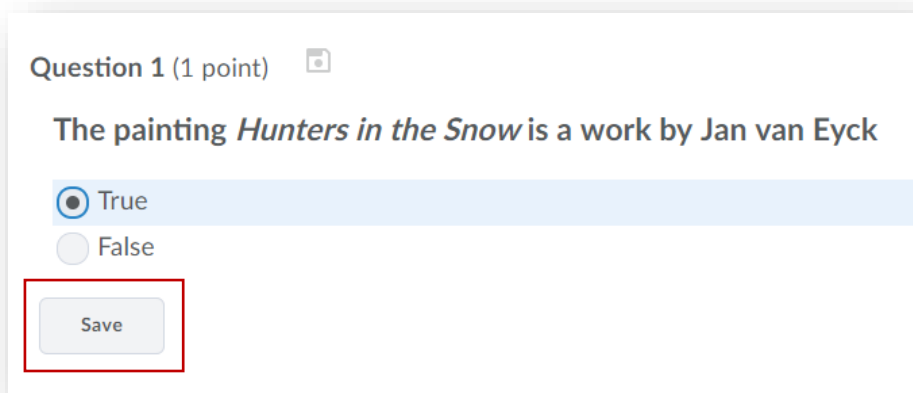 Question 1 (1 point)
The painting Hunters in the Snow is a work by Jan van Eyck
True
False
Save